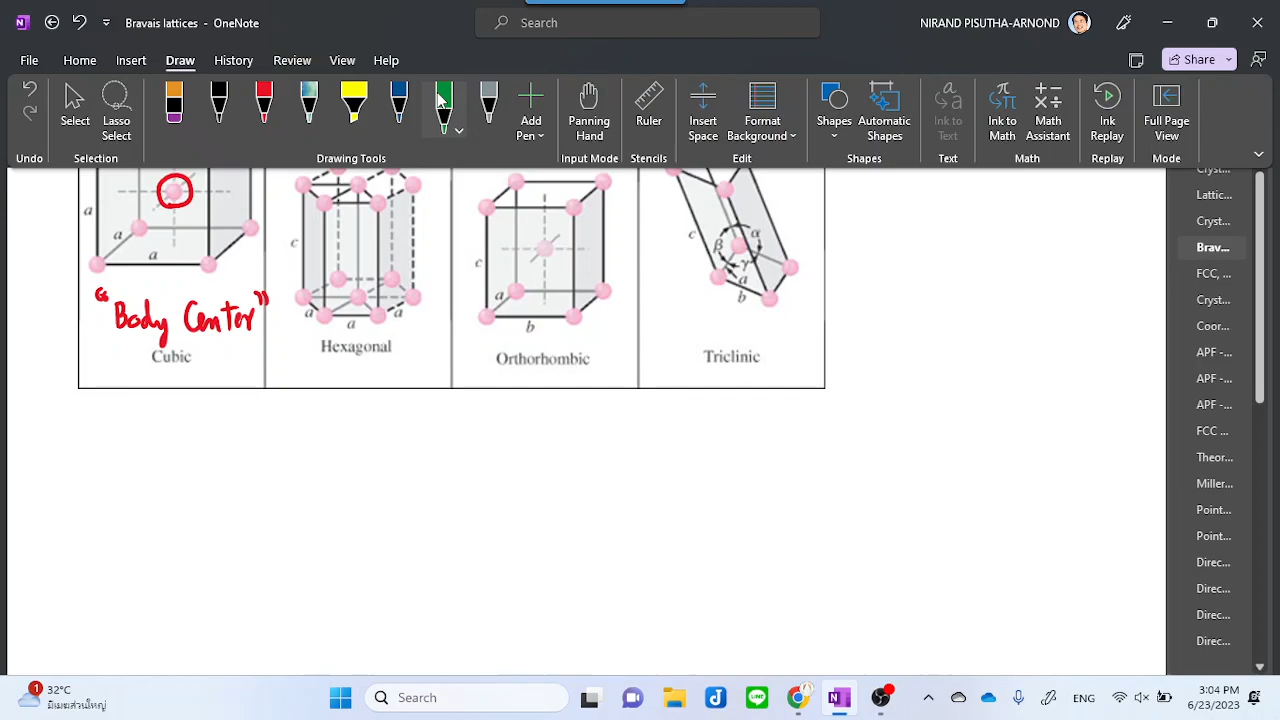 Bravais lattices - OneNote
Search
NIRAND PISUTHA-ARNOND
File Home Insert Draw History Review View Help
Share
Undo
Select
Lasso Select
Add Pen
Panning Hand
Ruler
Insert Space
Format Background
Shapes
Automatic Shapes
Ink to Text
Ink to Math
Math Assistant
Ink Replay
Full Page View
Selection
Drawing Tools
Input Mode
Stencils
Edit
Shapes
Text
Math
Replay
Mode
a
a
a
"Body Center"
Cubic
c
a
a
a
Hexagonal
c
a
b
Orthorhombic
c
α
β
γ
a
b
Triclinic
Cryst...
Lattic...
Cryst...
Brav...
FCC, ...
Cryst...
Coor...
APF -...
APF -...
APF -...
FCC ...
Theor...
Miller...
Point...
Point...
Direc...
Direc...
Direc...
Direc...
1
32°C
Search
ENG
3:04 PM
6/23/2023